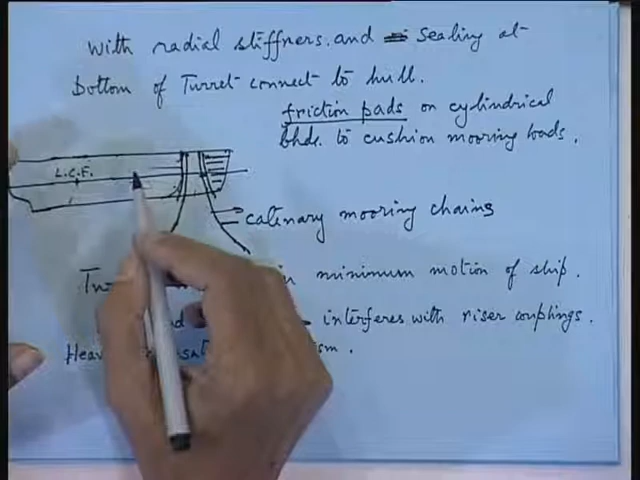 with radial stiffners. and sealing at
bottom of Turret connect to hull.
friction pads on cylindrical
bhds. to cushion mooring loads.
L.C.F.
catenary mooring chains
in minimum motion of ship.
interferes with riser couplings.